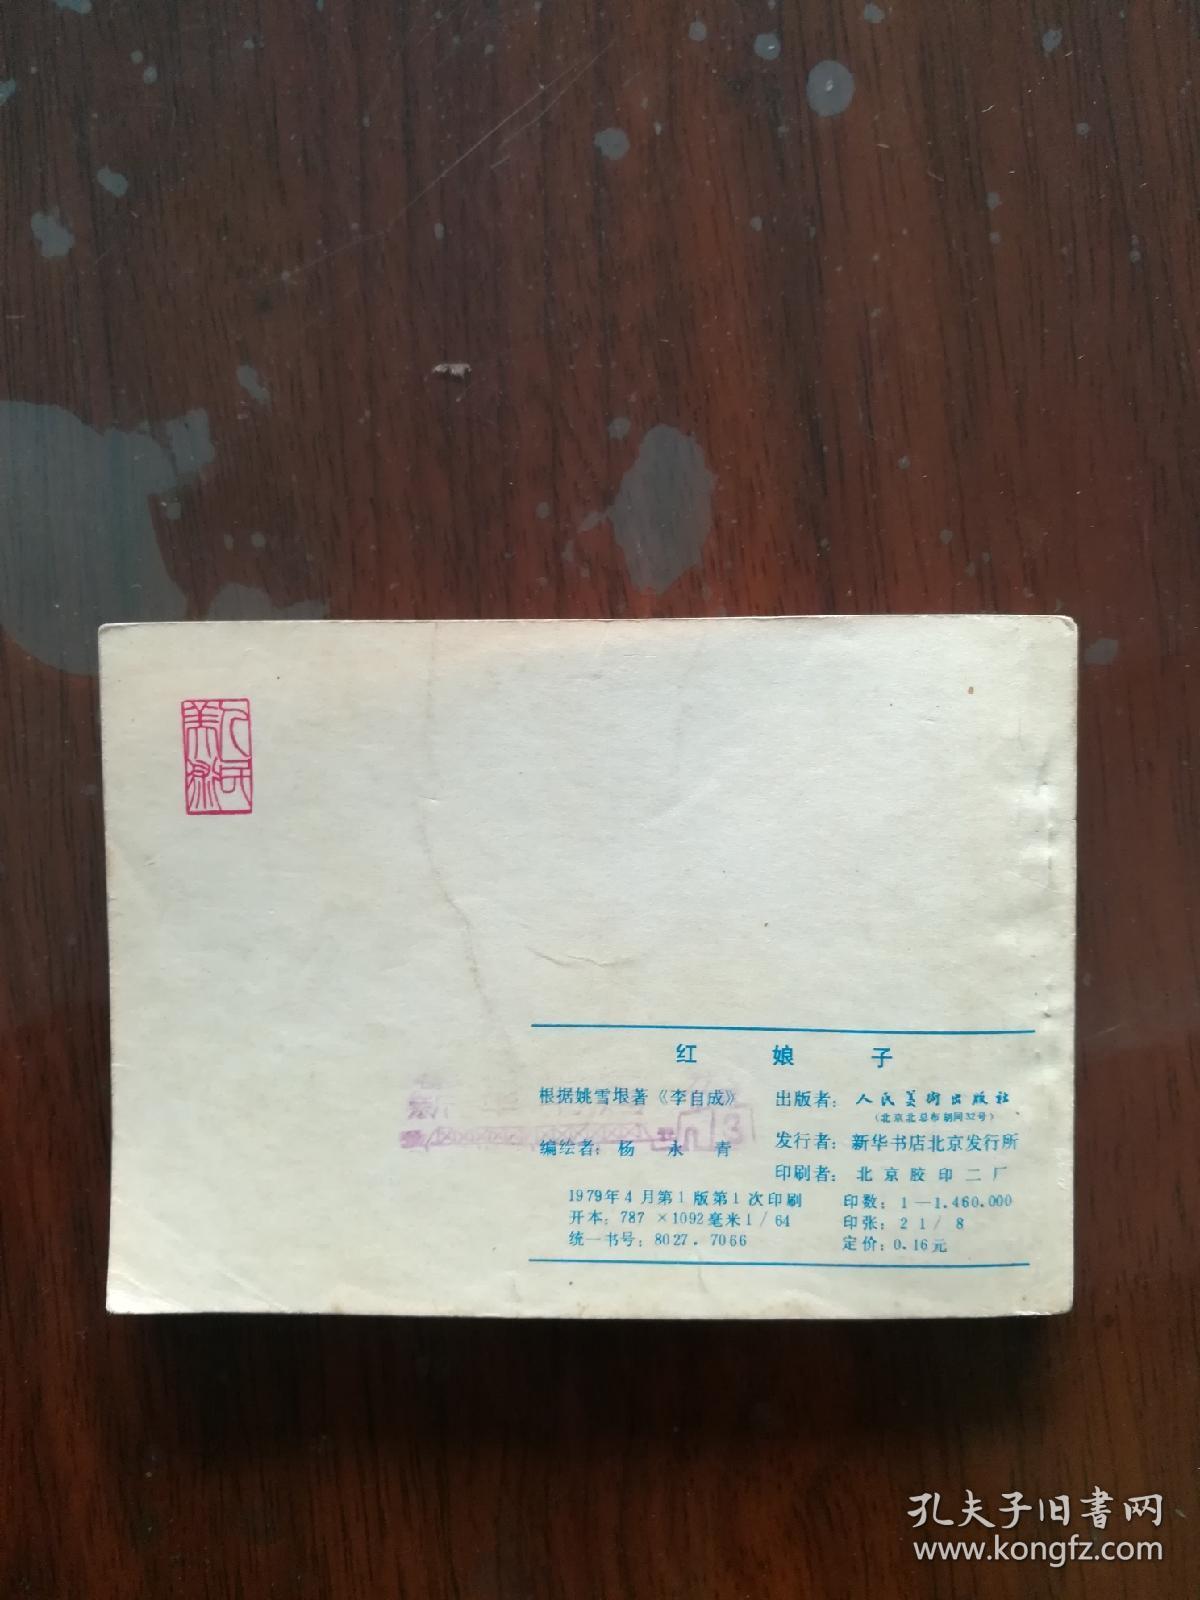 人民
美术
红娘子
根据姚雪垠著《李自成》
编绘者：杨永青
出版者：人民美术出版社
（北京北总布胡同32号）
发行者：新华书店北京发行所
印刷者：北京胶印二厂
1979年4月第1版第1次印刷
开本：787×1092毫米1/64
统一书号：8027.7066
印数：1—1.460.000
印张：2 1/8
定价：0.16元
孔夫子旧书网
www.kongfz.com